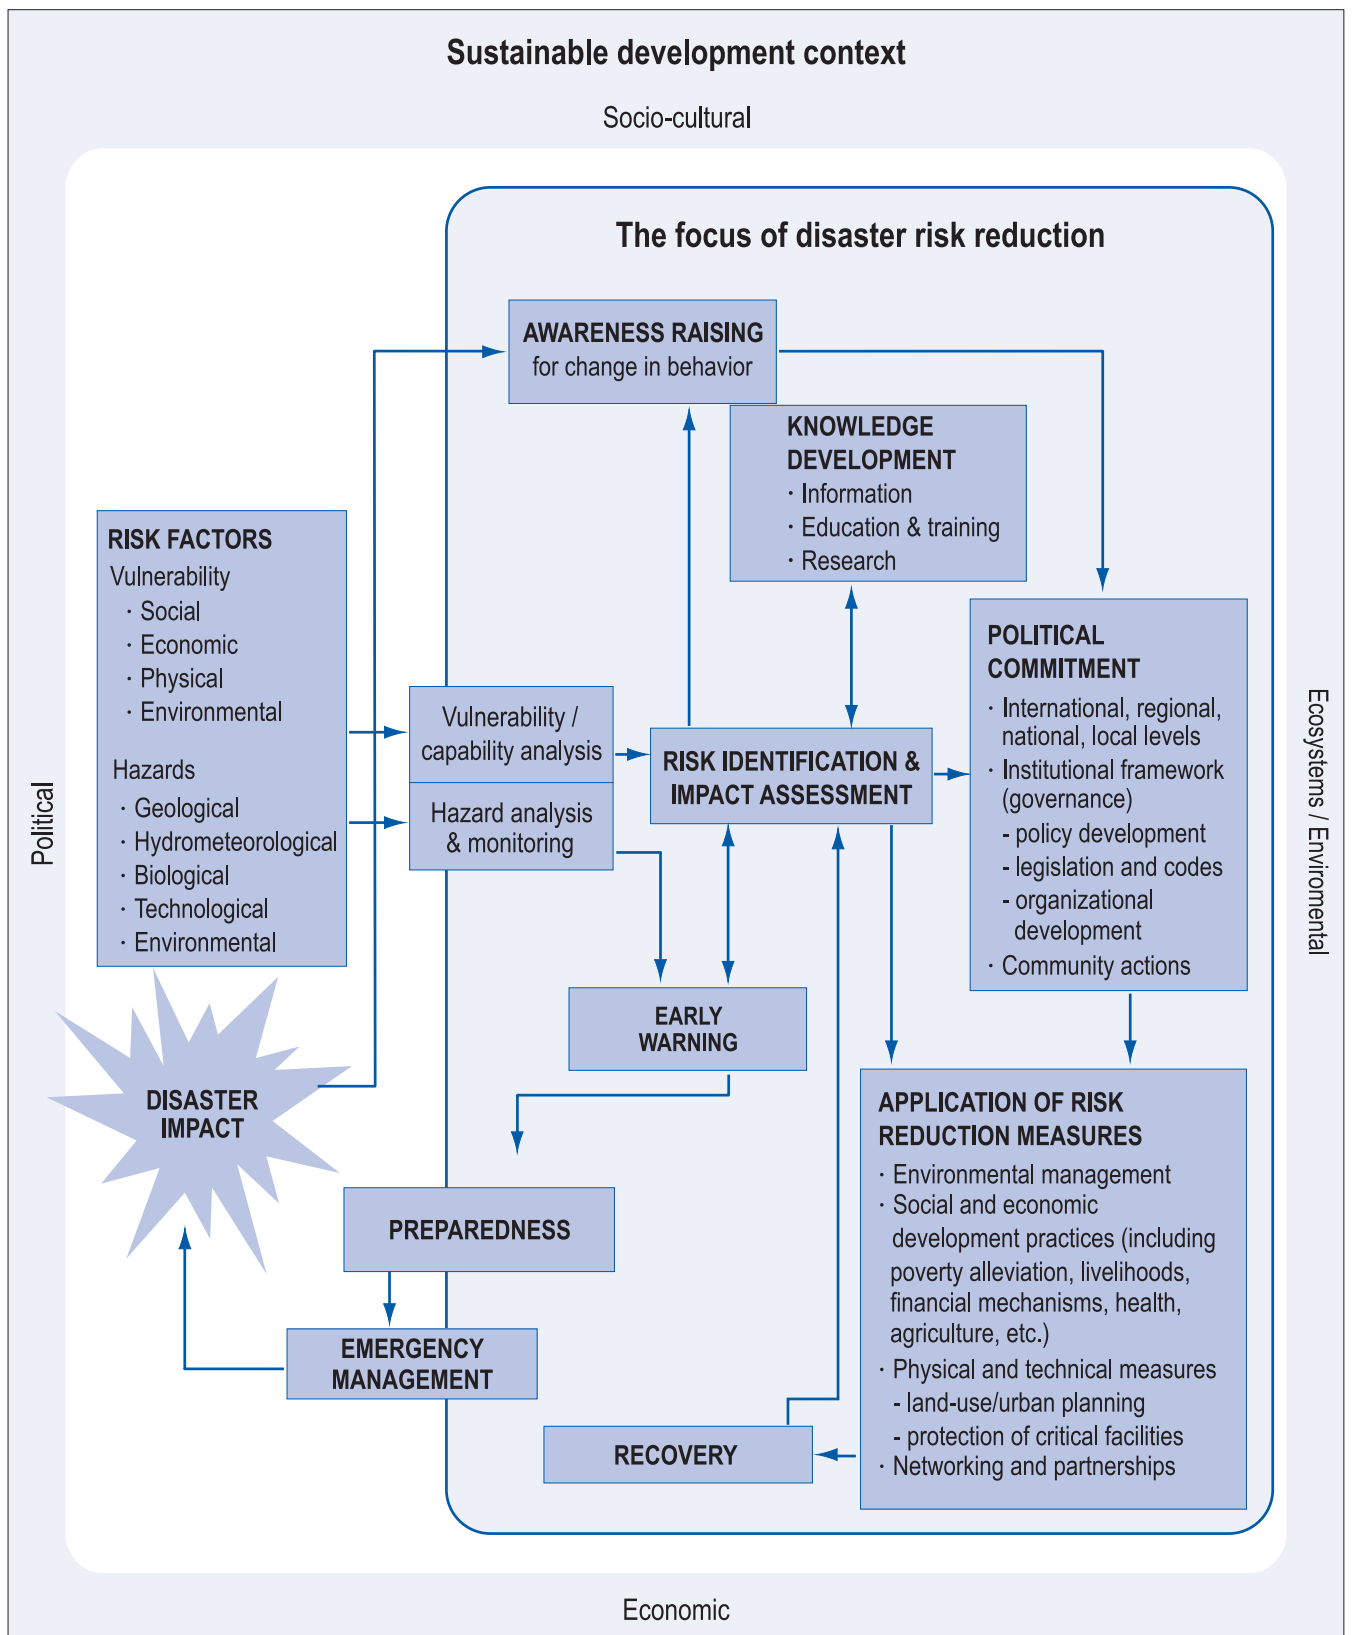 Sustainable development context
Socio-cultural
The focus of disaster risk reduction
AWARENESS RAISING
for change in behavior
KNOWLEDGE
DEVELOPMENT
· Information
· Education & training
· Research
RISK FACTORS
Vulnerability
· Social
· Economic
· Physical
· Environmental
Hazards
· Geological
· Hydrometeorological
· Biological
· Technological
· Environmental
Vulnerability /
capability analysis
Hazard analysis
& monitoring
RISK IDENTIFICATION &
IMPACT ASSESSMENT
POLITICAL
COMMITMENT
· International, regional,
national, local levels
· Institutional framework
(governance)
- policy development
- legislation and codes
- organizational
development
· Community actions
Political
Ecosystems / Enviromental
EARLY
WARNING
DISASTER
IMPACT
PREPAREDNESS
EMERGENCY
MANAGEMENT
RECOVERY
APPLICATION OF RISK
REDUCTION MEASURES
· Environmental management
· Social and economic
development practices (including
poverty alleviation, livelihoods,
financial mechanisms, health,
agriculture, etc.)
· Physical and technical measures
- land-use/urban planning
- protection of critical facilities
· Networking and partnerships
Economic